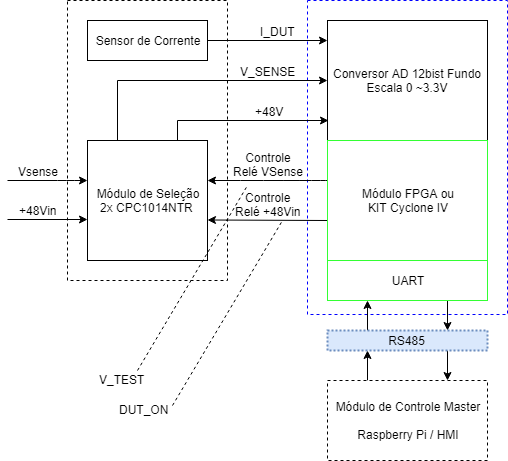 I_DUT
Sensor de Corrente
V_SENSE
Conversor AD 12bist Fundo
Escala 0 ~3.3V
+48V
Controle
Relé VSense
Vsense
Módulo de Seleção
2x CPC1014NTR
Módulo FPGA ou
KIT Cyclone IV
Controle
Relé +48Vin
+48Vin
UART
RS485
V_TEST
DUT_ON
Módulo de Controle Master
Raspberry Pi / HMI